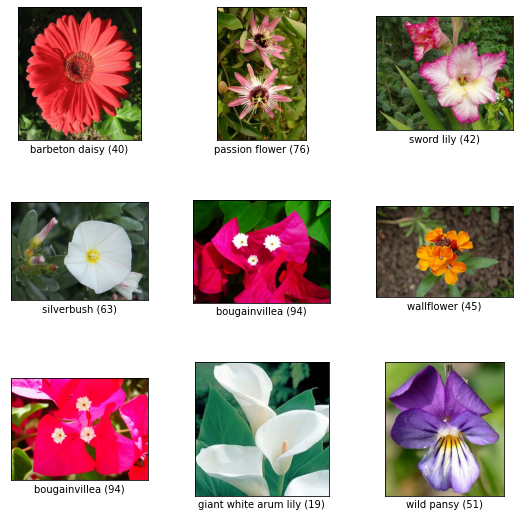 barbeton daisy (40)
passion flower (76)
sword lily (42)
silverbush (63)
bougainvillea (94)
wallflower (45)
bougainvillea (94)
giant white arum lily (19)
wild pansy (51)